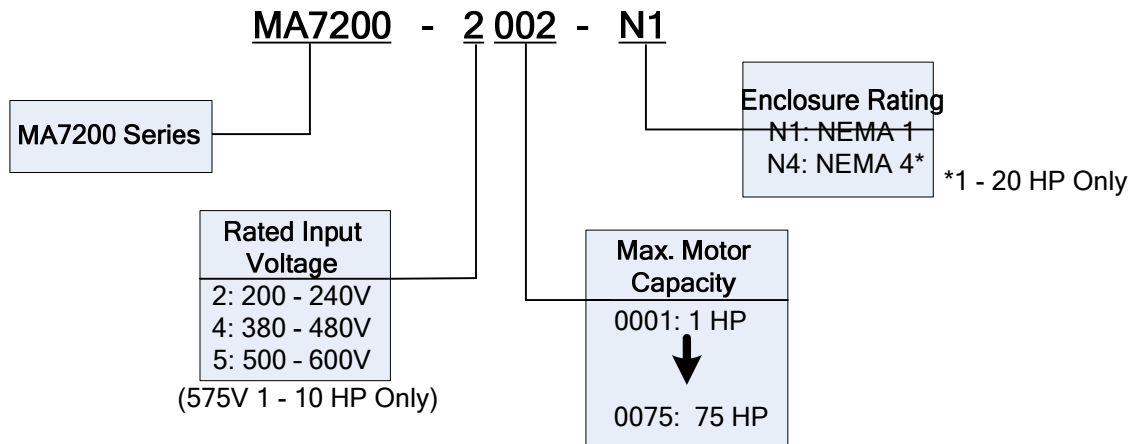 MA7200 - 2 002 - N1
MA7200 Series
Enclosure Rating
N1: NEMA 1
N4: NEMA 4*
*1 - 20 HP Only
Rated Input
Voltage
2: 200 - 240V
4: 380 - 480V
5: 500 - 600V
(575V 1 - 10 HP Only)
Max. Motor
Capacity
0001: 1 HP
0075: 75 HP